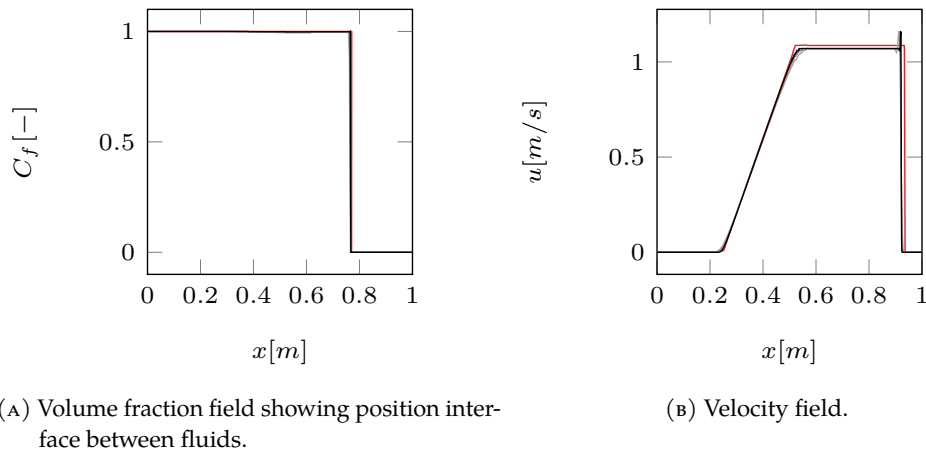 1
0.5
0
C_f [−]
0 0.2 0.4 0.6 0.8 1
x[m]
1
0.5
0
u[m/s]
0 0.2 0.4 0.6 0.8 1
x[m]
(A) Volume fraction field showing position inter-
face between fluids.
(B) Velocity field.